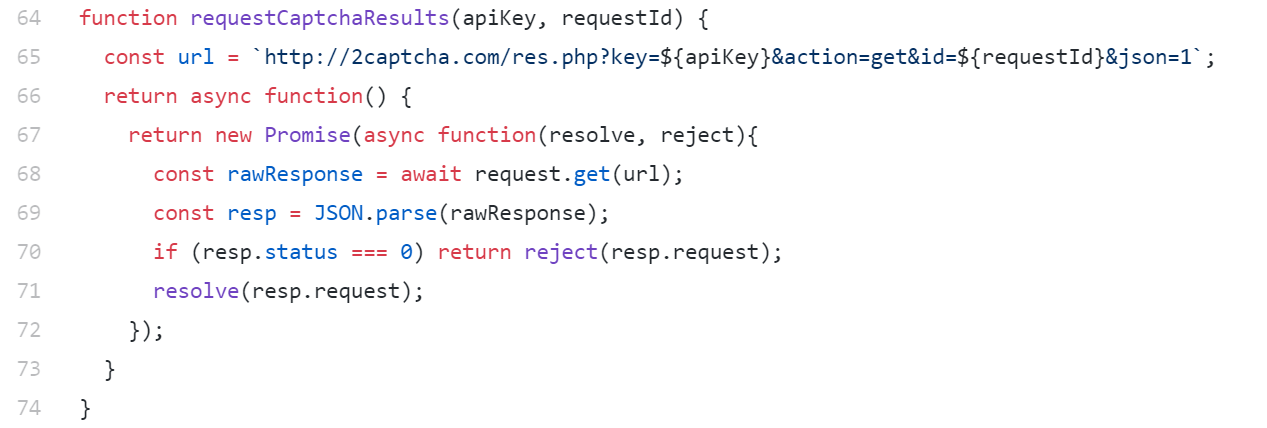 64 function requestCaptchaResults(apiKey, requestId) {
65   const url = `http://2captcha.com/res.php?key=${apiKey}&action=get&id=${requestId}&json=1`;
66   return async function() {
67     return new Promise(async function(resolve, reject){
68       const rawResponse = await request.get(url);
69       const resp = JSON.parse(rawResponse);
70       if (resp.status === 0) return reject(resp.request);
71       resolve(resp.request);
72     });
73   }
74 }